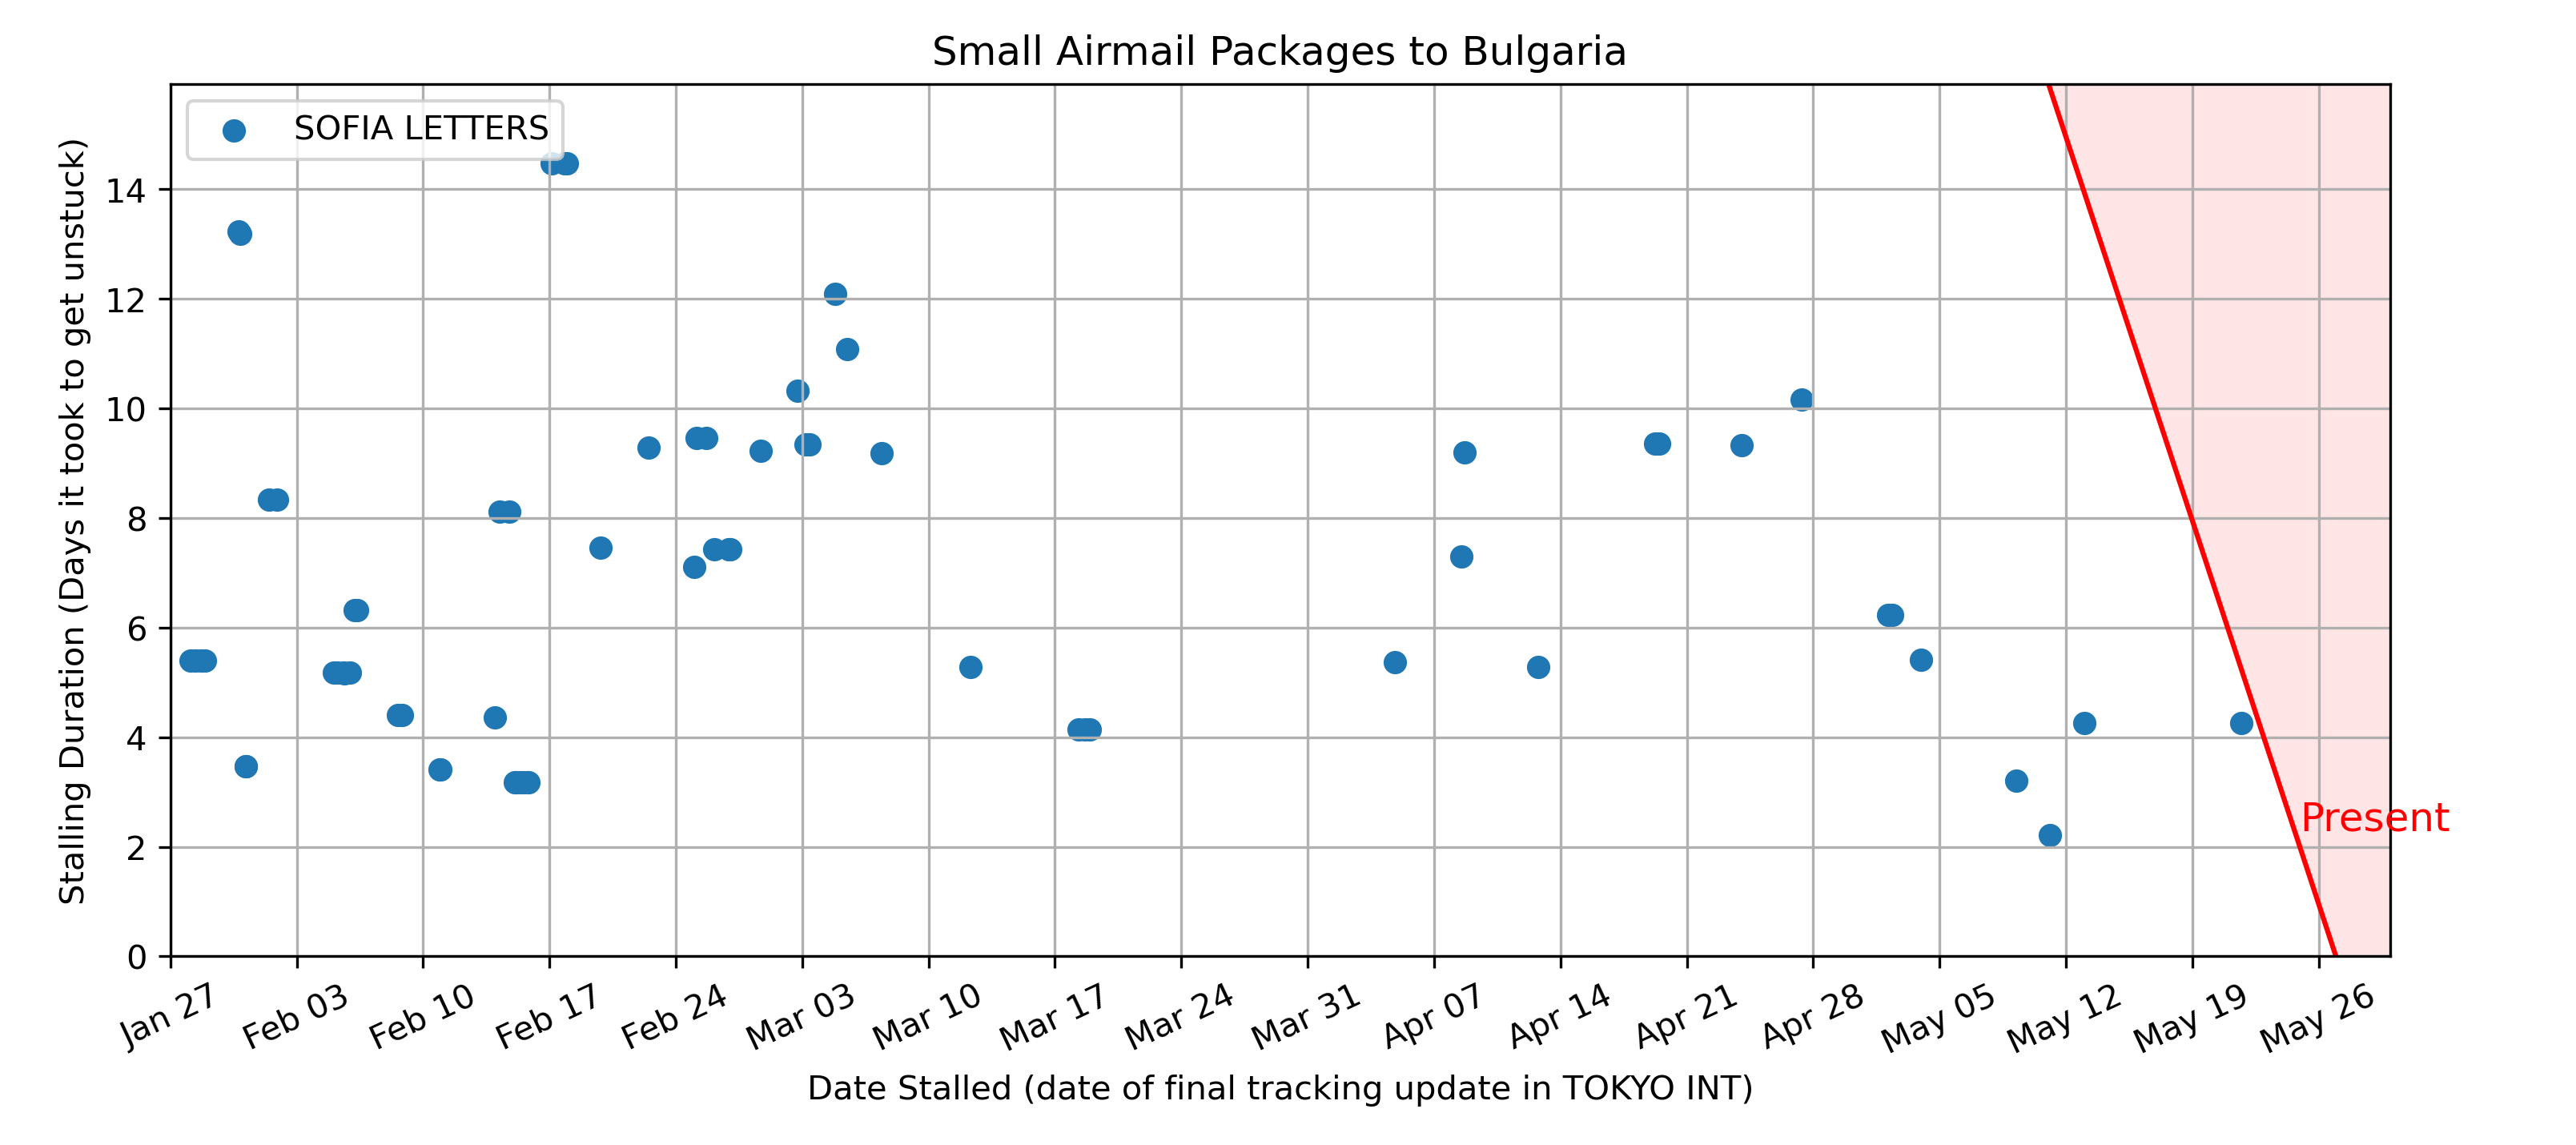 Small Airmail Packages to Bulgaria
SOFIA LETTERS
Stalling Duration (Days it took to get unstuck)
14
12
10
8
6
4
2
0
Present
Jan 27
Feb 03
Feb 10
Feb 17
Feb 24
Mar 03
Mar 10
Mar 17
Mar 24
Mar 31
Apr 07
Apr 14
Apr 21
Apr 28
May 05
May 12
May 19
May 26
Date Stalled (date of final tracking update in TOKYO INT)